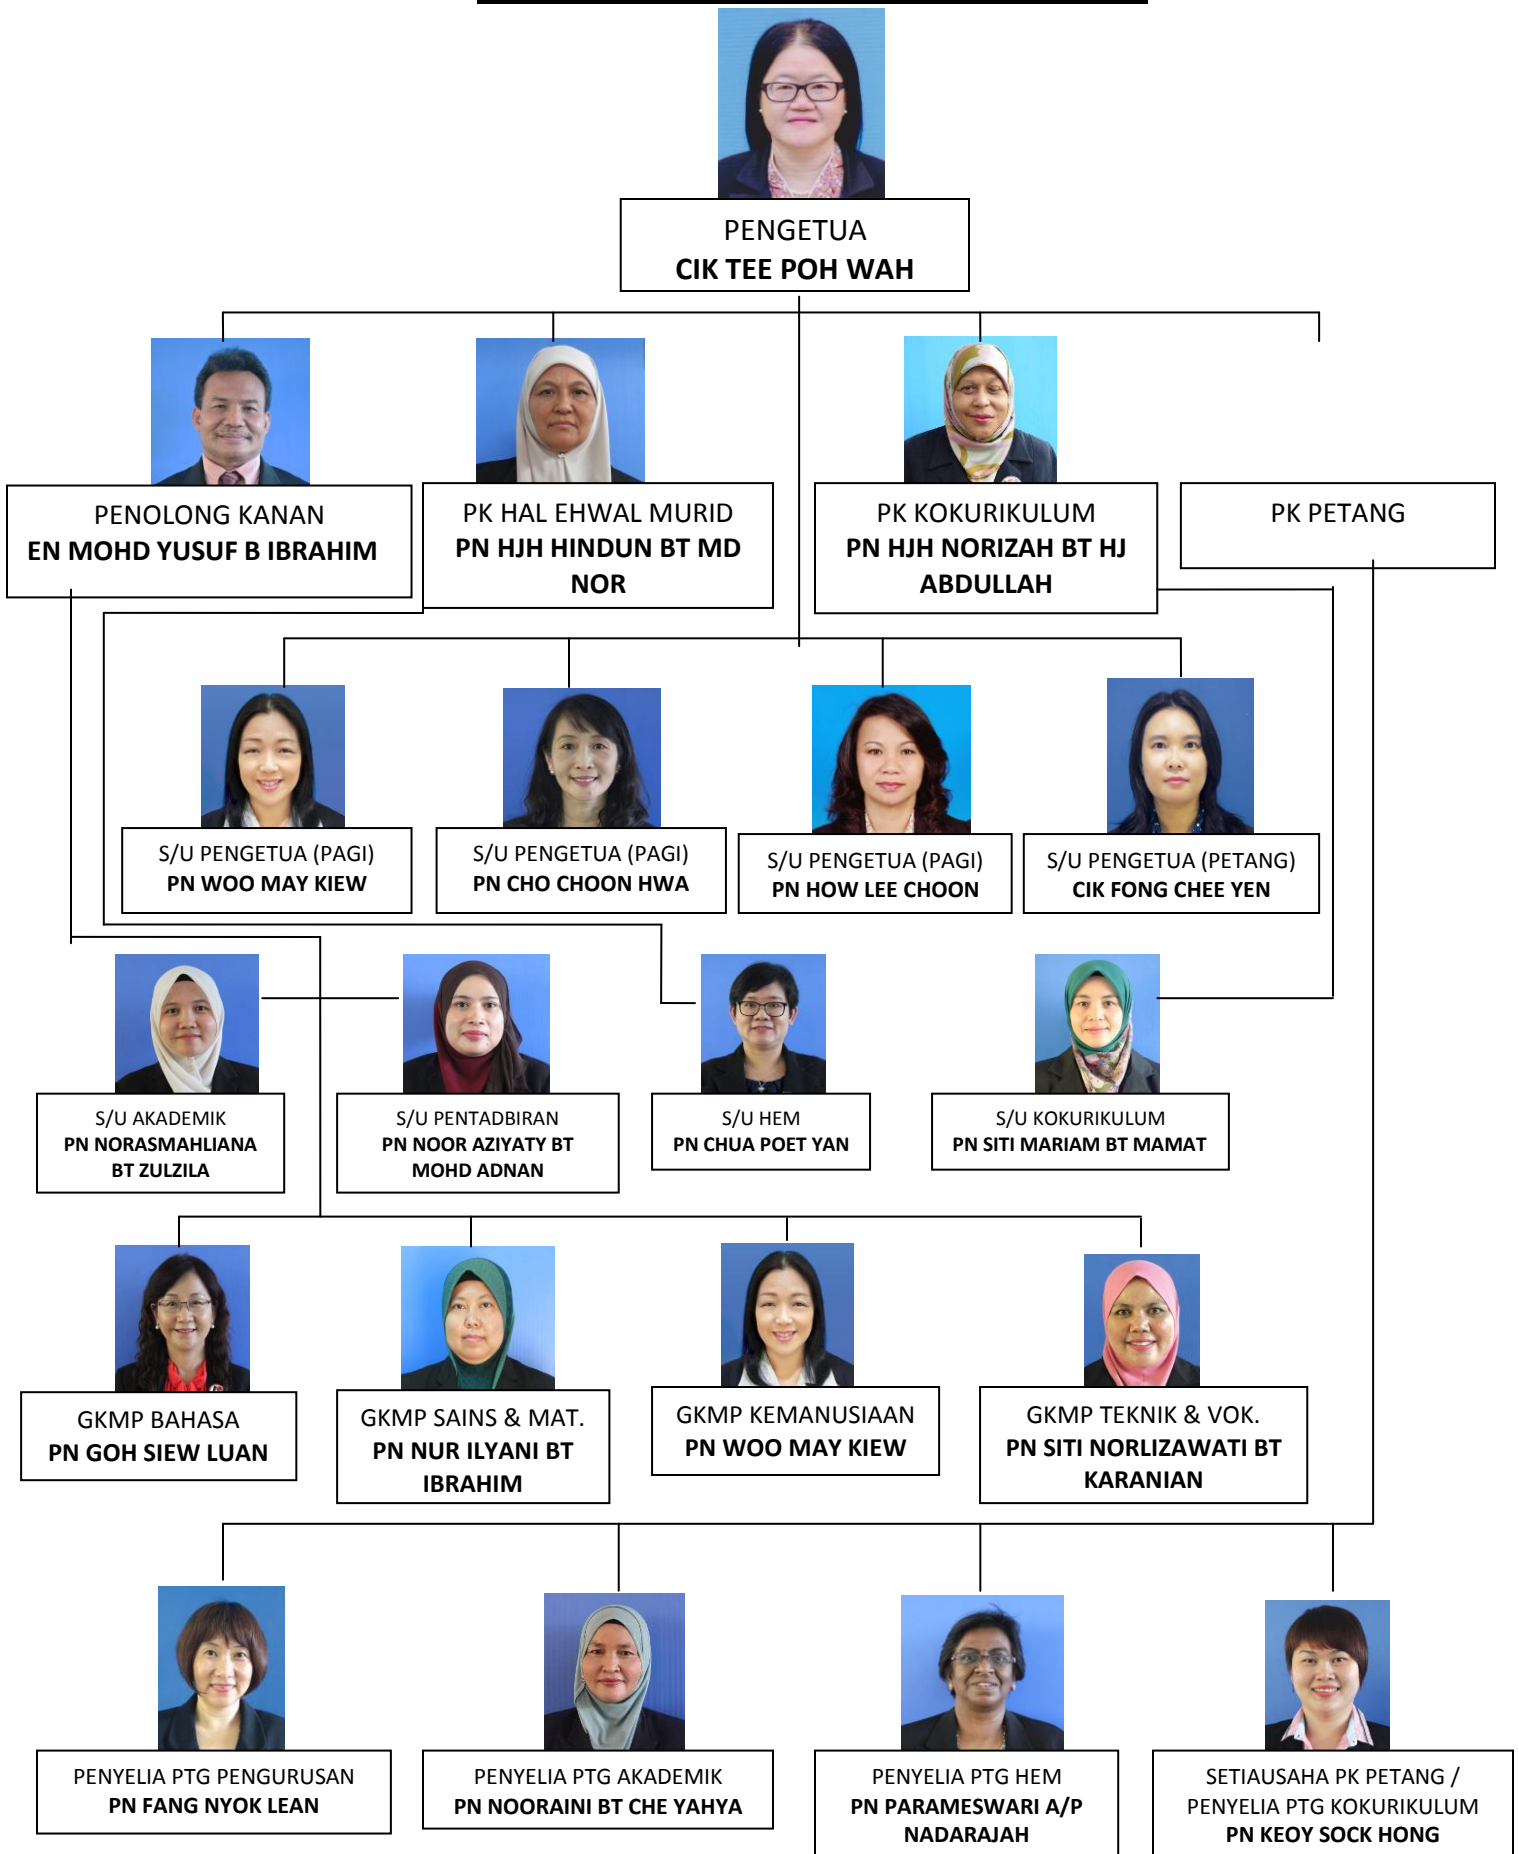 PENGETUA
CIK TEE POH WAH
PENOLONG KANAN
EN MOHD YUSUF B IBRAHIM
PK HAL EHWAL MURID
PN HJH HINDUN BT MD
NOR
PK KOKURIKULUM
PN HJH NORIZAH BT HJ
ABDULLAH
PK PETANG
S/U PENGETUA (PAGI)
PN WOO MAY KIEW
S/U PENGETUA (PAGI)
PN CHO CHOON HWA
S/U PENGETUA (PAGI)
PN HOW LEE CHOON
S/U PENGETUA (PETANG)
CIK FONG CHEE YEN
S/U AKADEMIK
PN NORASMAHLIANA
BT ZULZILA
S/U PENTADBIRAN
PN NOOR AZIYATY BT
MOHD ADNAN
S/U HEM
PN CHUA POET YAN
S/U KOKURIKULUM
PN SITI MARIAM BT MAMAT
GKMP BAHASA
PN GOH SIEW LUAN
GKMP SAINS & MAT.
PN NUR ILYANI BT
IBRAHIM
GKMP KEMANUSIAAN
PN WOO MAY KIEW
GKMP TEKNIK & VOK.
PN SITI NORLIZAWATI BT
KARANIAN
PENYELIA PTG PENGURUSAN
PN FANG NYOK LEAN
PENYELIA PTG AKADEMIK
PN NOORAINI BT CHE YAHYA
PENYELIA PTG HEM
PN PARAMESWARI A/P
NADARAJAH
SETIAUSAHA PK PETANG /
PENYELIA PTG KOKURIKULUM
PN KEOY SOCK HONG